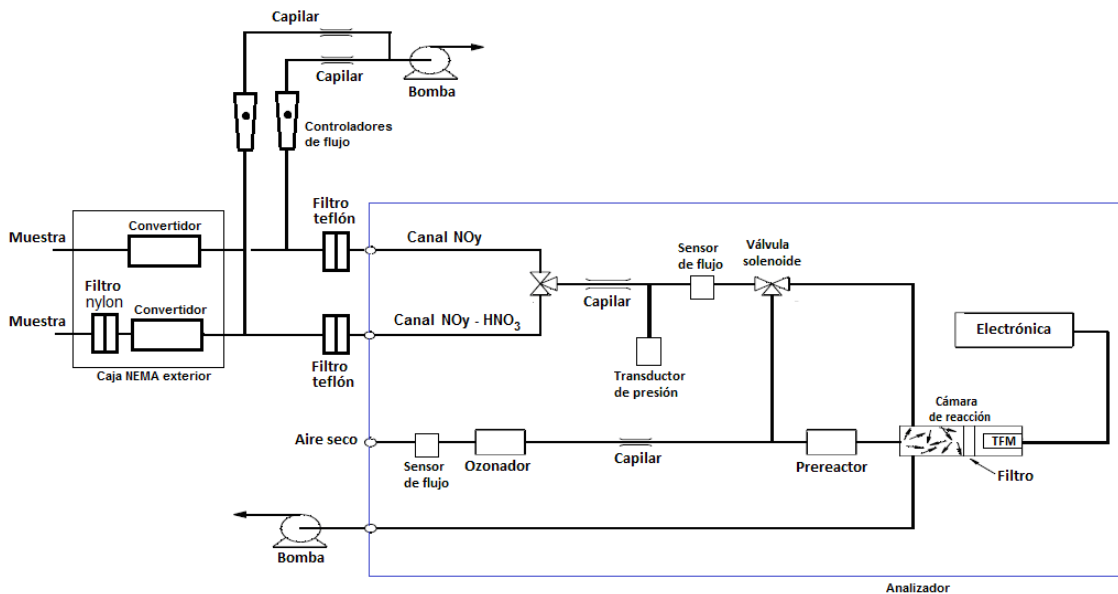 Capilar
Capilar
Bomba
Controladores
de flujo
Filtro
teflón
Convertidor
Muestra
Canal NOy
Sensor
de flujo
Válvula
solenoide
Filtro
nylon
Convertidor
Capilar
Muestra
Canal NOy - HNO₃
Electrónica
Caja NEMA exterior
Filtro
teflón
Transductor
de presión
Cámara
de reacción
Aire seco
TFM
Sensor
de flujo
Ozonador
Capilar
Prereactor
Filtro
Bomba
Analizador